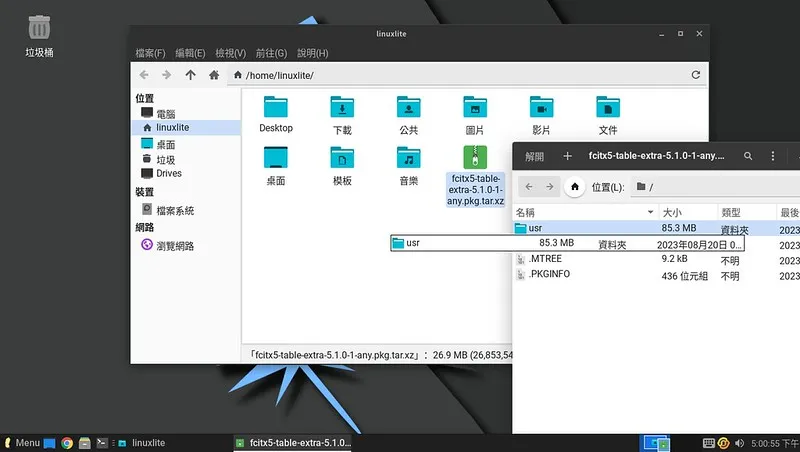 垃圾桶
linuxlite
檔案(F) 編輯(E) 檢視(V) 前往(G) 說明(H)
/home/linuxlite/
位置
電腦
linuxlite
桌面
垃圾
Drives
裝置
檔案系統
網路
瀏覽網路
Desktop 下載 公共 圖片 影片 文件
桌面 模板 音樂 fcitx5-table-
extra-5.1.0-1-
any.pkg.tar.xz
「fcitx5-table-extra-5.1.0-1-any.pkg.tar.xz」: 26.9 MB (26,853,54
解開 fcitx5-table-extra-5.1.0-1-any....
位置(L): /
名稱 大小 類型 最後
usr 85.3 MB 資料夾 2023
usr 85.3 MB 資料夾 2023年08月20日 0...
.MTREE 9.2 kB 不明 2023
.PKGINFO 436 位元組 不明 2023
Menu linuxlite fcitx5-table-extra-5.1.0-1... 5:00:55 下午